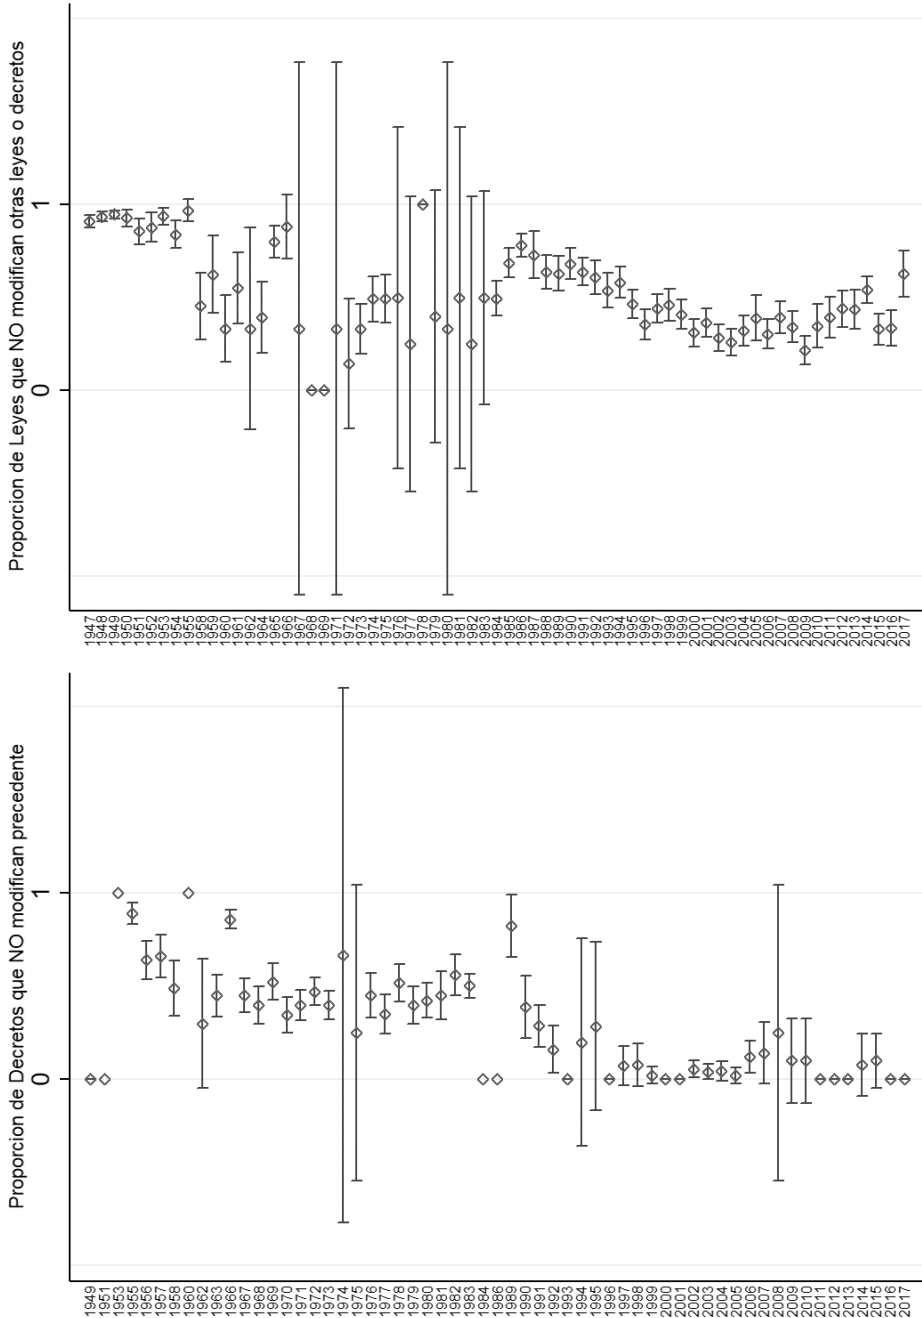 Proporcion de Leyes que NO modifican otras leyes o decretos
1
0
1947 1948 1949 1950 1951 1952 1953 1954 1955 1958 1959 1960 1961 1962 1964 1965 1966 1967 1968 1969 1971 1972 1973 1974 1975 1976 1977 1978 1979 1980 1981 1982 1983 1984 1985 1986 1987 1988 1989 1990 1991 1992 1993 1994 1995 1996 1997 1998 1999 2000 2001 2002 2003 2004 2005 2006 2007 2008 2009 2010 2011 2012 2013 2014 2015 2016 2017
Proporcion de Decretos que NO modifican precedente
1
0
1949 1951 1953 1955 1956 1957 1958 1960 1962 1963 1966 1967 1968 1969 1970 1971 1972 1973 1974 1975 1976 1977 1978 1979 1980 1981 1982 1983 1984 1986 1989 1990 1991 1992 1993 1994 1995 1996 1997 1998 1999 2000 2001 2002 2003 2004 2005 2006 2007 2008 2009 2010 2011 2012 2013 2014 2015 2016 2017